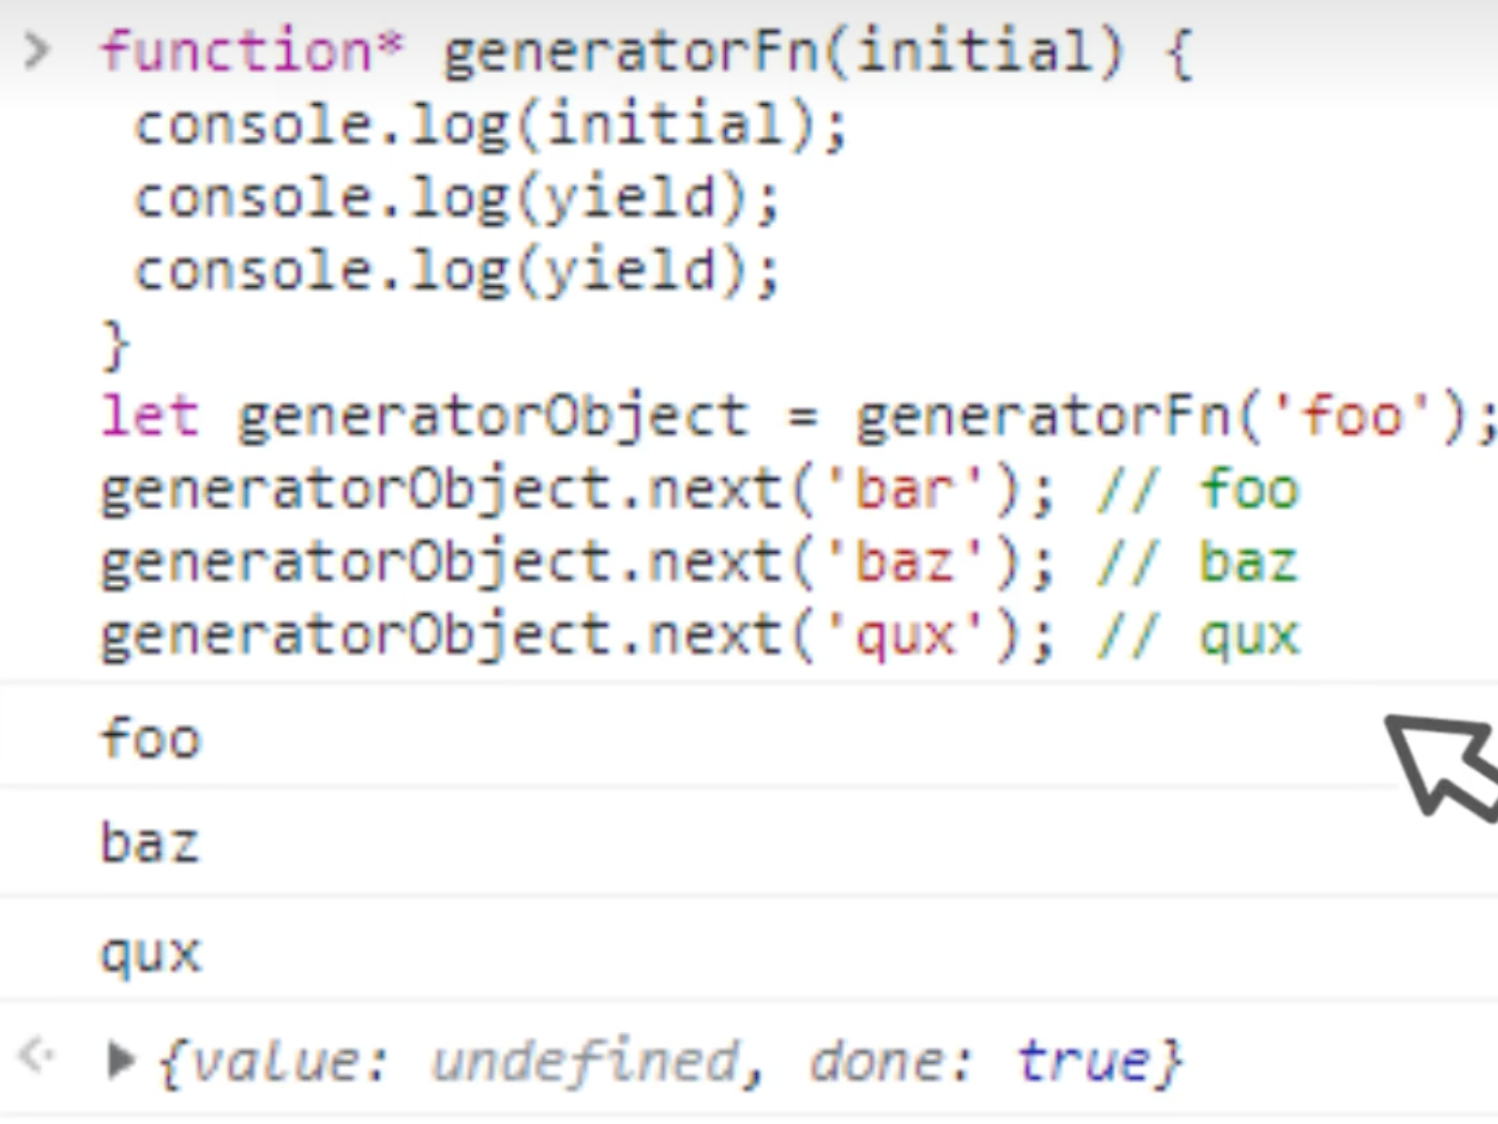 > function* generatorFn(initial) {
console.log(initial);
console.log(yield);
console.log(yield);
}
let generatorObject = generatorFn('foo');
generatorObject.next('bar'); // foo
generatorObject.next('baz'); // baz
generatorObject.next('qux'); // qux
foo
baz
qux
{value: undefined, done: true}